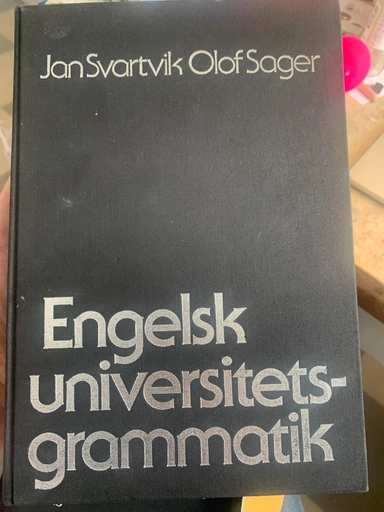 Jan Svartvik Olof Sager
Engelsk
universitets-
grammatik